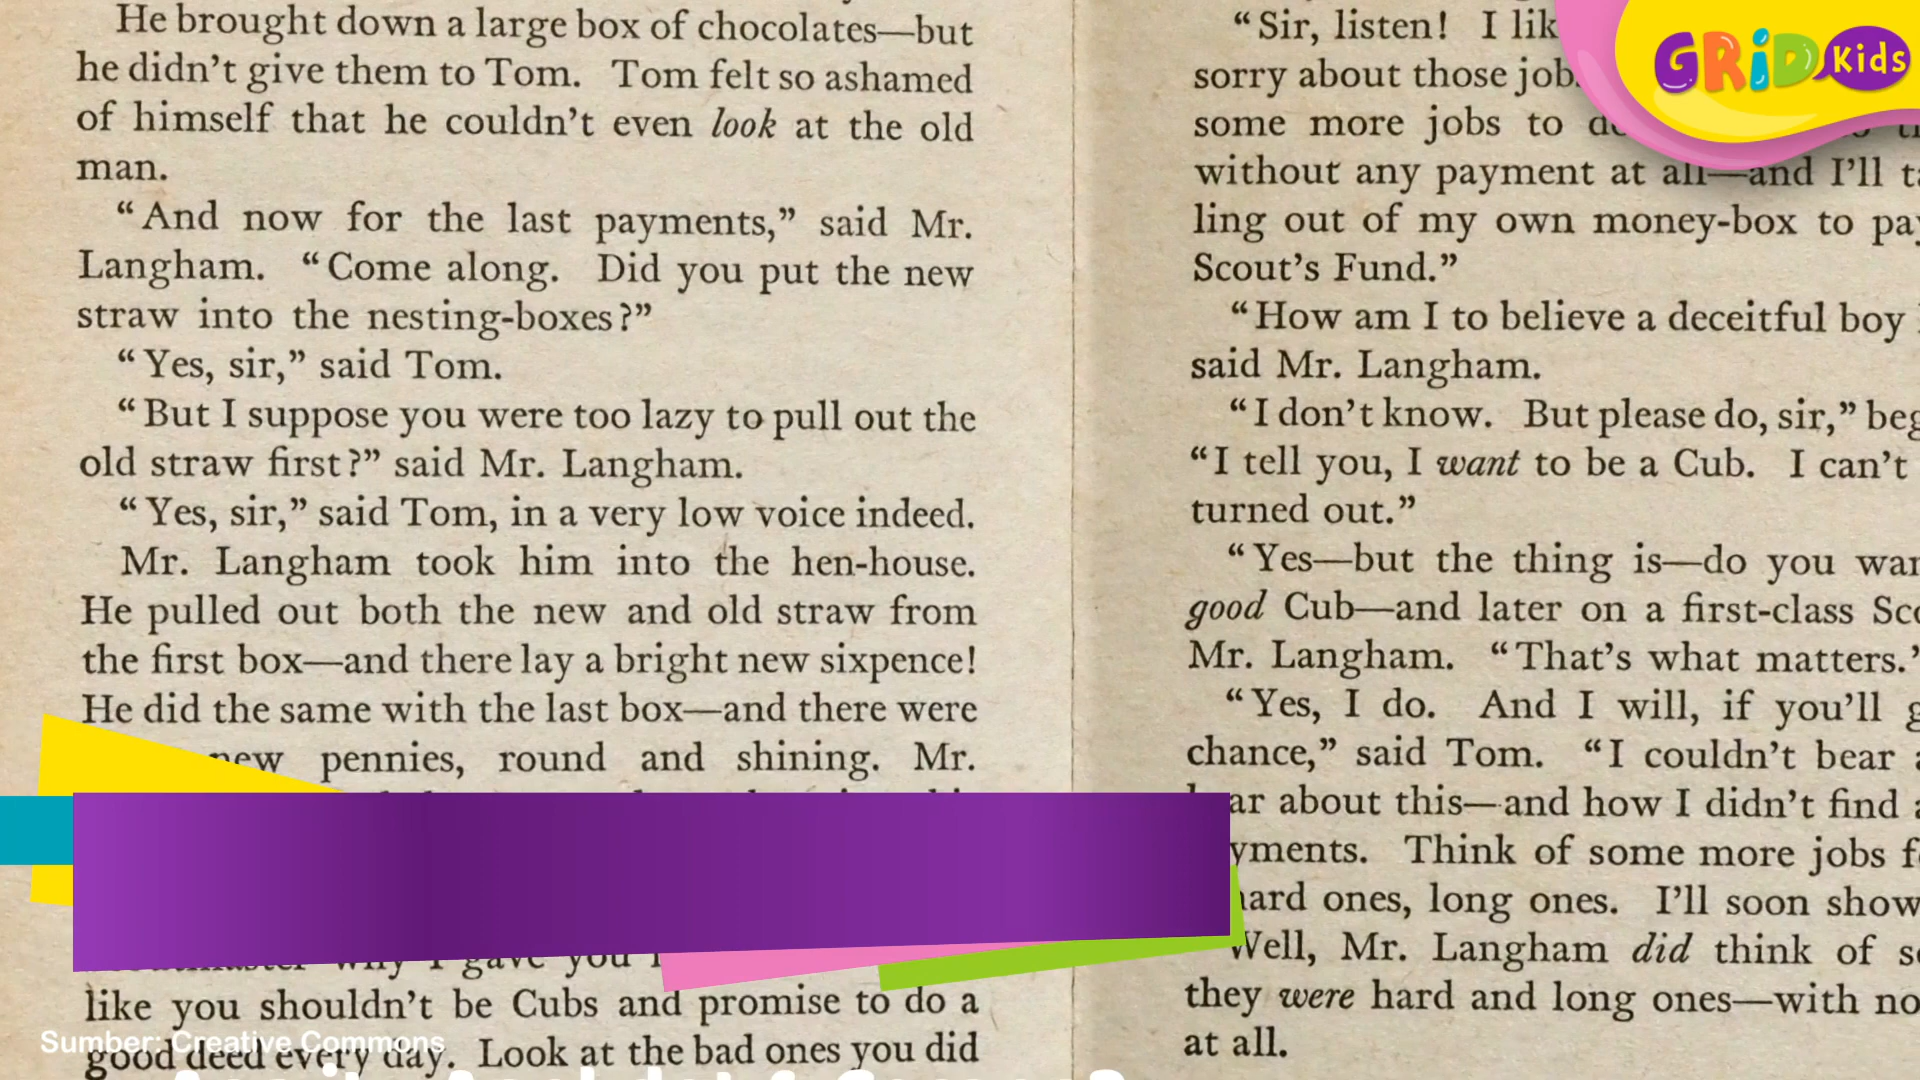 He brought down a large box of chocolates—but
he didn’t give them to Tom. Tom felt so ashamed
of himself that he couldn’t even look at the old
man.
“And now for the last payments,” said Mr.
Langham. “Come along. Did you put the new
straw into the nesting-boxes?”
“Yes, sir,” said Tom.
“But I suppose you were too lazy to pull out the
old straw first?” said Mr. Langham.
“Yes, sir,” said Tom, in a very low voice indeed.
Mr. Langham took him into the hen-house.
He pulled out both the new and old straw from
the first box—and there lay a bright new sixpence!
He did the same with the last box—and there were
new pennies, round and shining. Mr.
why I gave you
like you shouldn’t be Cubs and promise to do a
good deed every day. Look at the bad ones you did
“Sir, listen! I lik
sorry about those job
some more jobs to
without any payment at all—and I’ll
ling out of my own money-box to
Scout’s Fund.”
“How am I to believe a deceitful boy
said Mr. Langham.
“I don’t know. But please do, sir,”
“I tell you, I want to be a Cub. I can’t
turned out.”
“Yes—but the thing is—do you
good Cub—and later on a first-class
Mr. Langham. “That’s what matters.”
“Yes, I do. And I will, if you’ll
chance,” said Tom. “I couldn’t bear
about this—and how I didn’t find
yments. Think of some more jobs
hard ones, long ones. I’ll soon show
Well, Mr. Langham did think of
they were hard and long ones—with no
at all.
GRID Kids
Sumber: Creative Commons